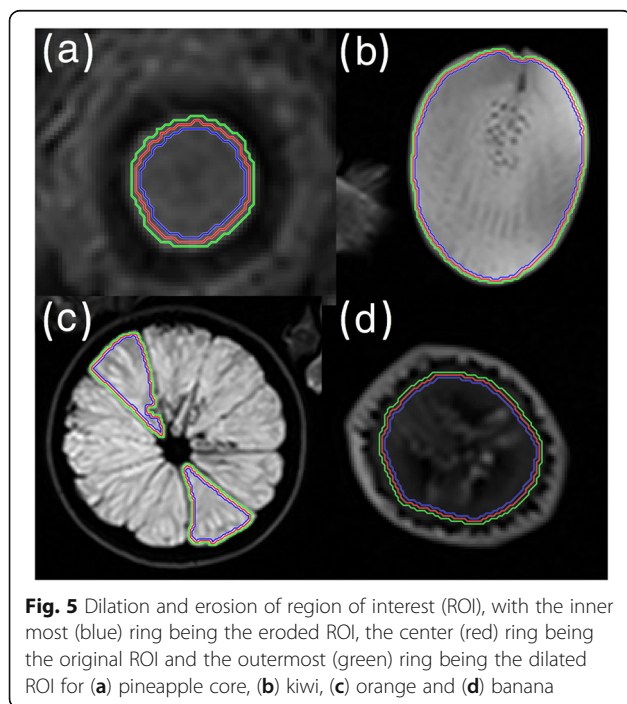 (a)
(b)
(c)
(d)
Fig. 5 Dilation and erosion of region of interest (ROI), with the inner
most (blue) ring being the eroded ROI, the center (red) ring being
the original ROI and the outermost (green) ring being the dilated
ROI for (a) pineapple core, (b) kiwi, (c) orange and (d) banana